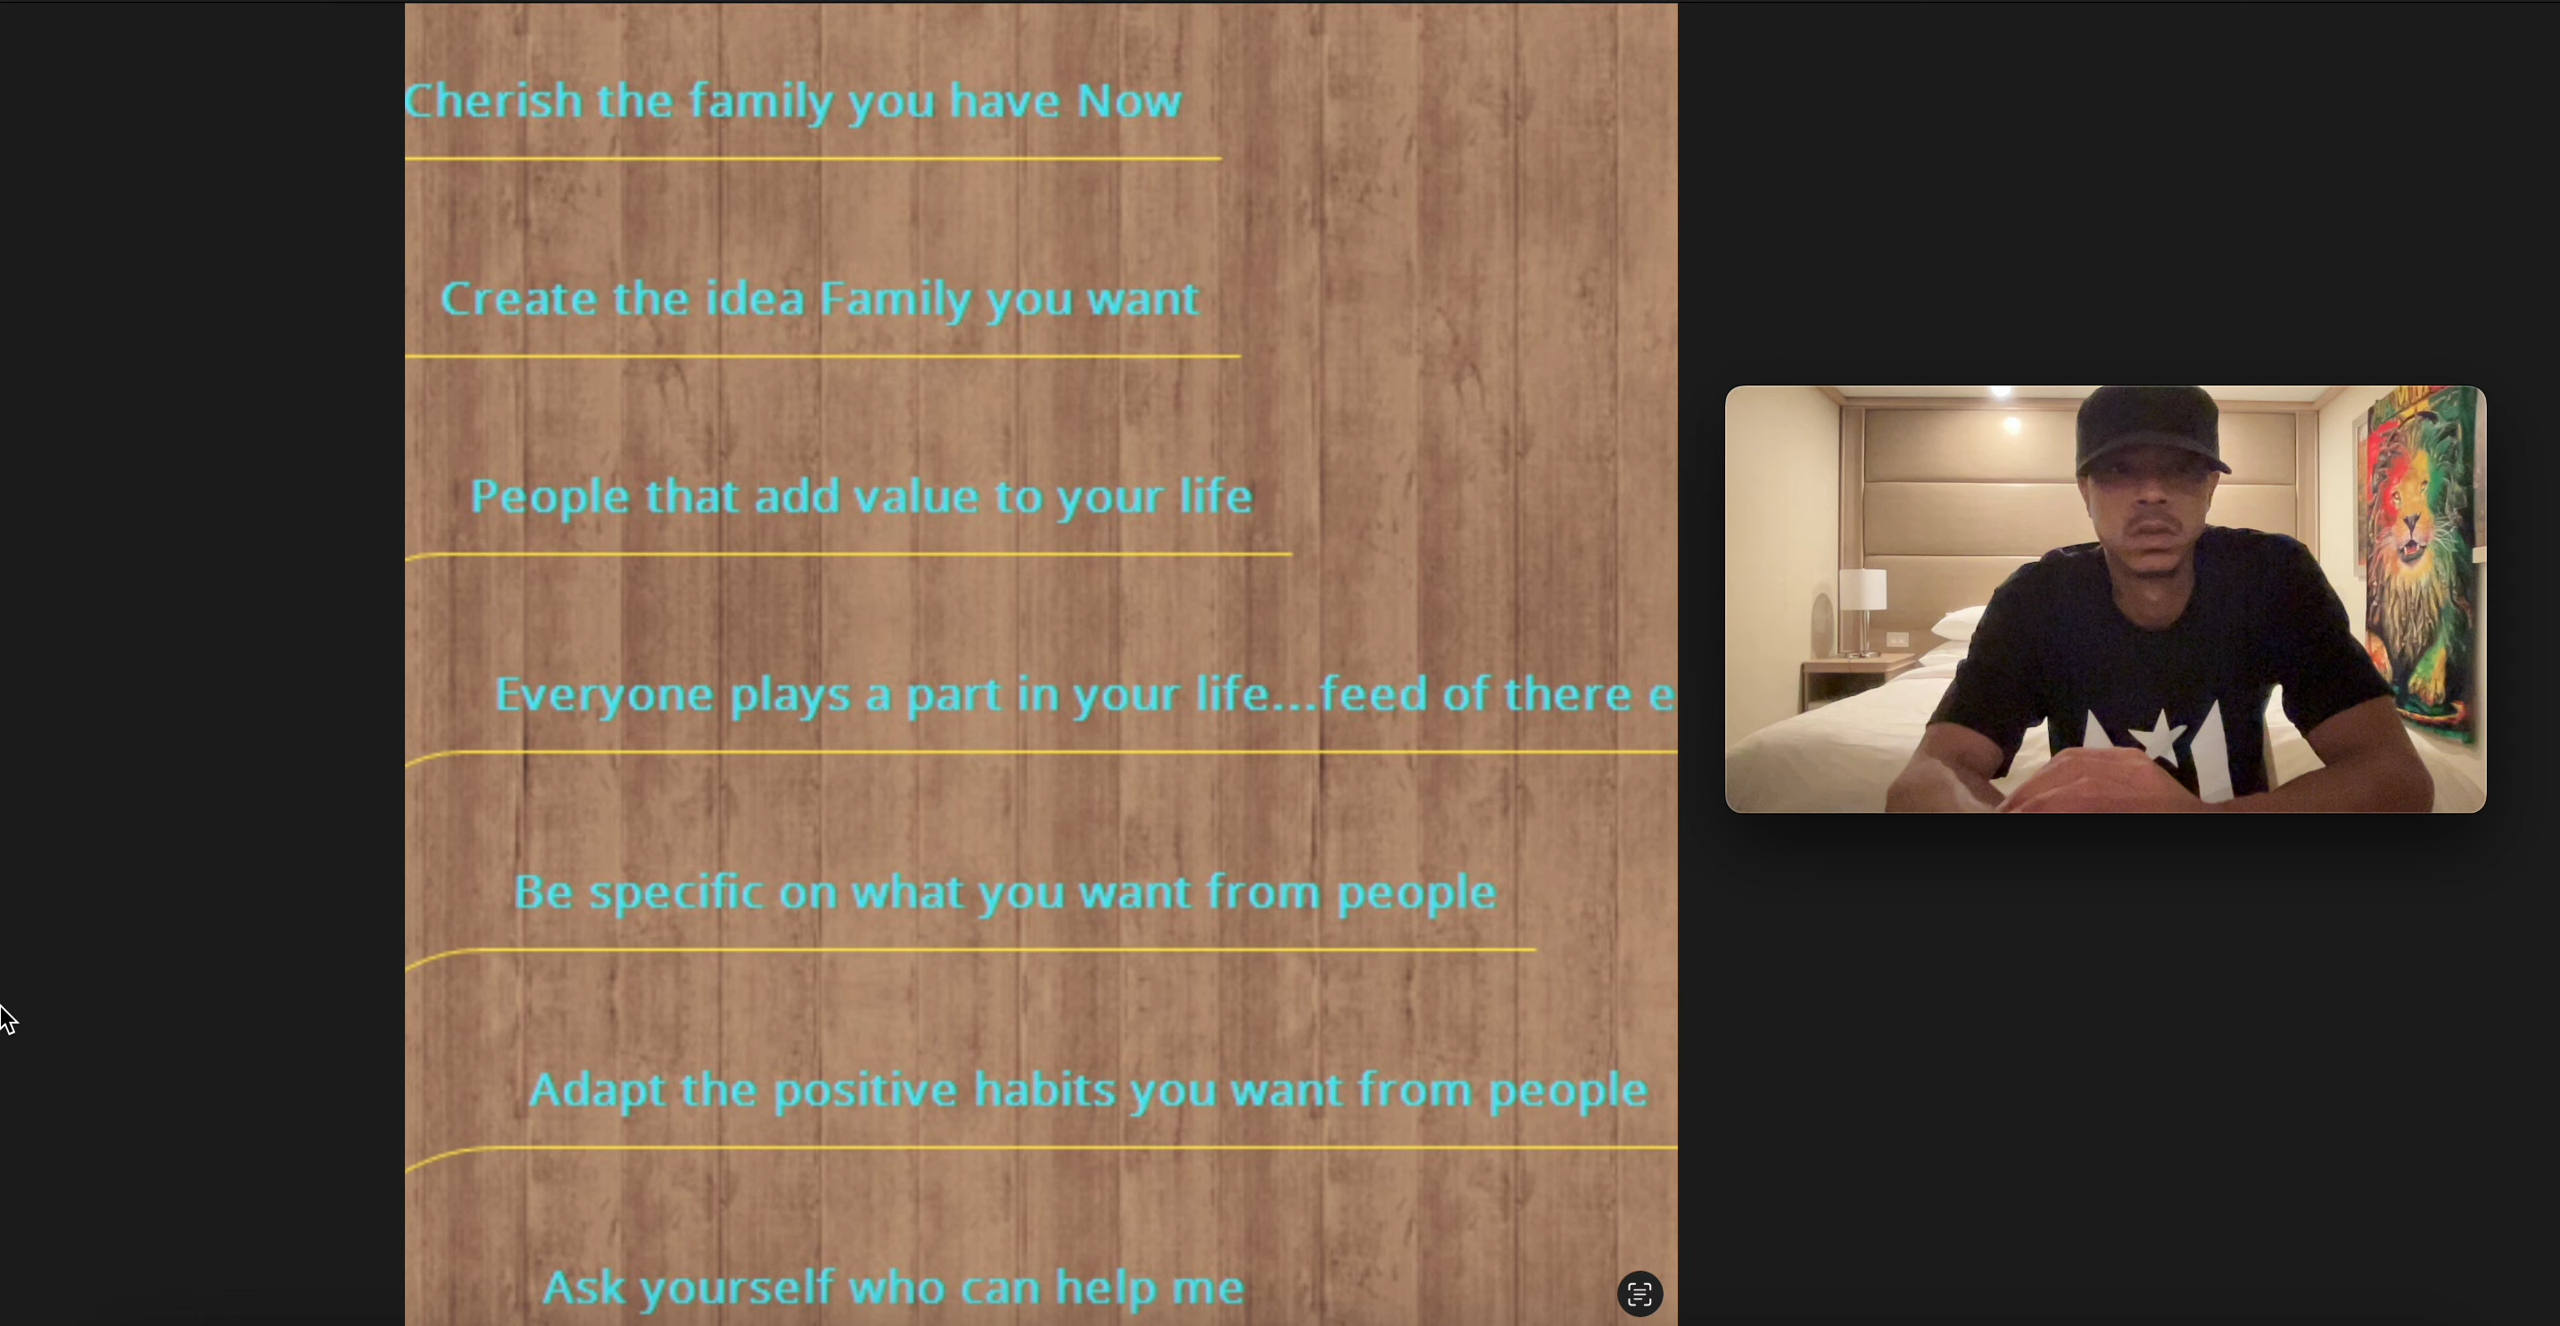 Cherish the family you have Now
Create the idea Family you want
People that add value to your life
Everyone plays a part in your life...feed of there e
Be specific on what you want from people
Adapt the positive habits you want from people
Ask yourself who can help me